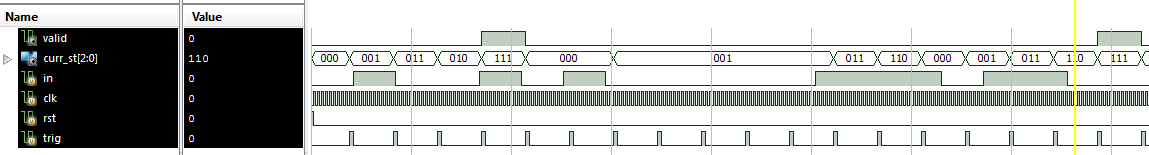 Name Value
valid 0
curr_st[2:0] 110 000 001 011 010 111 000 001 011 110 000 001 011 110 111
in 0
clk 0
rst 0
trig 0